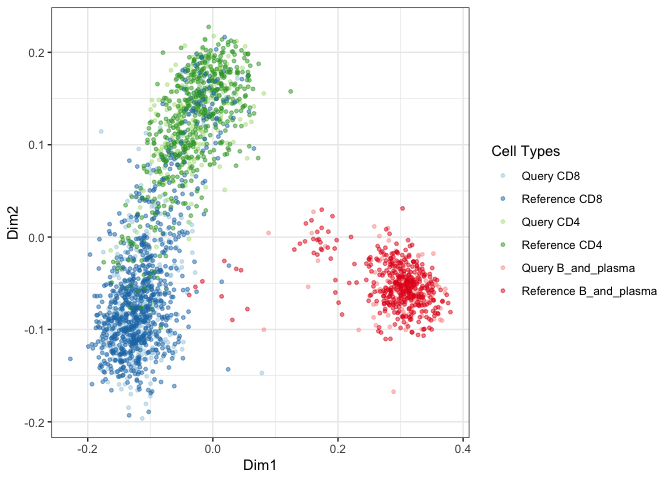 0.2
0.1
0.0
-0.1
-0.2
Dim2
-0.2
0.0
0.2
0.4
Dim1
Cell Types
Query CD8
Reference CD8
Query CD4
Reference CD4
Query B_and_plasma
Reference B_and_plasma